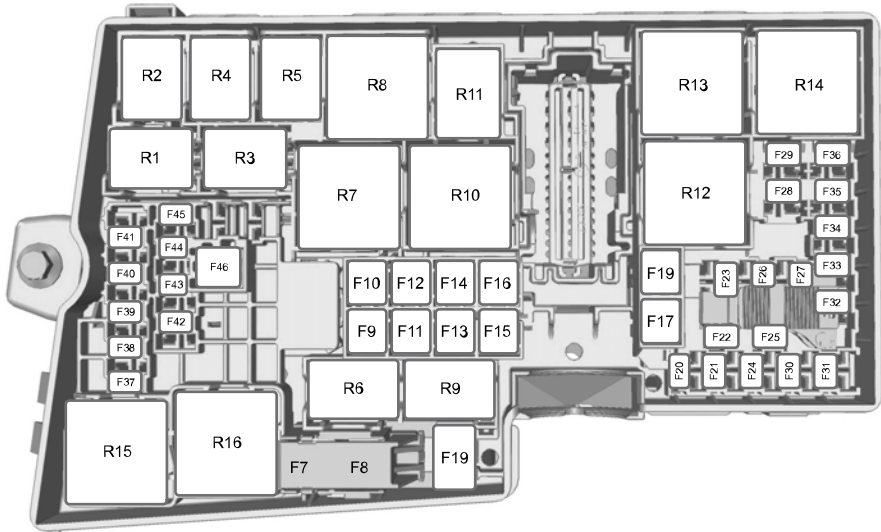 R2 R4 R5 R8 R11 R13 R14
R1 R3 R7 R10 R12 F29 F36
F28 F35
F45 F34
F41 F44
F40 F46 F10 F12 F14 F16 F19 F23 F26 F27 F33
F43
F39 F42 F9 F11 F13 F15 F17 F32
F38 F22 F25
F37 R6 R9 F20 F21 F24 F30 F31
R15 R16 F7 F8 F19